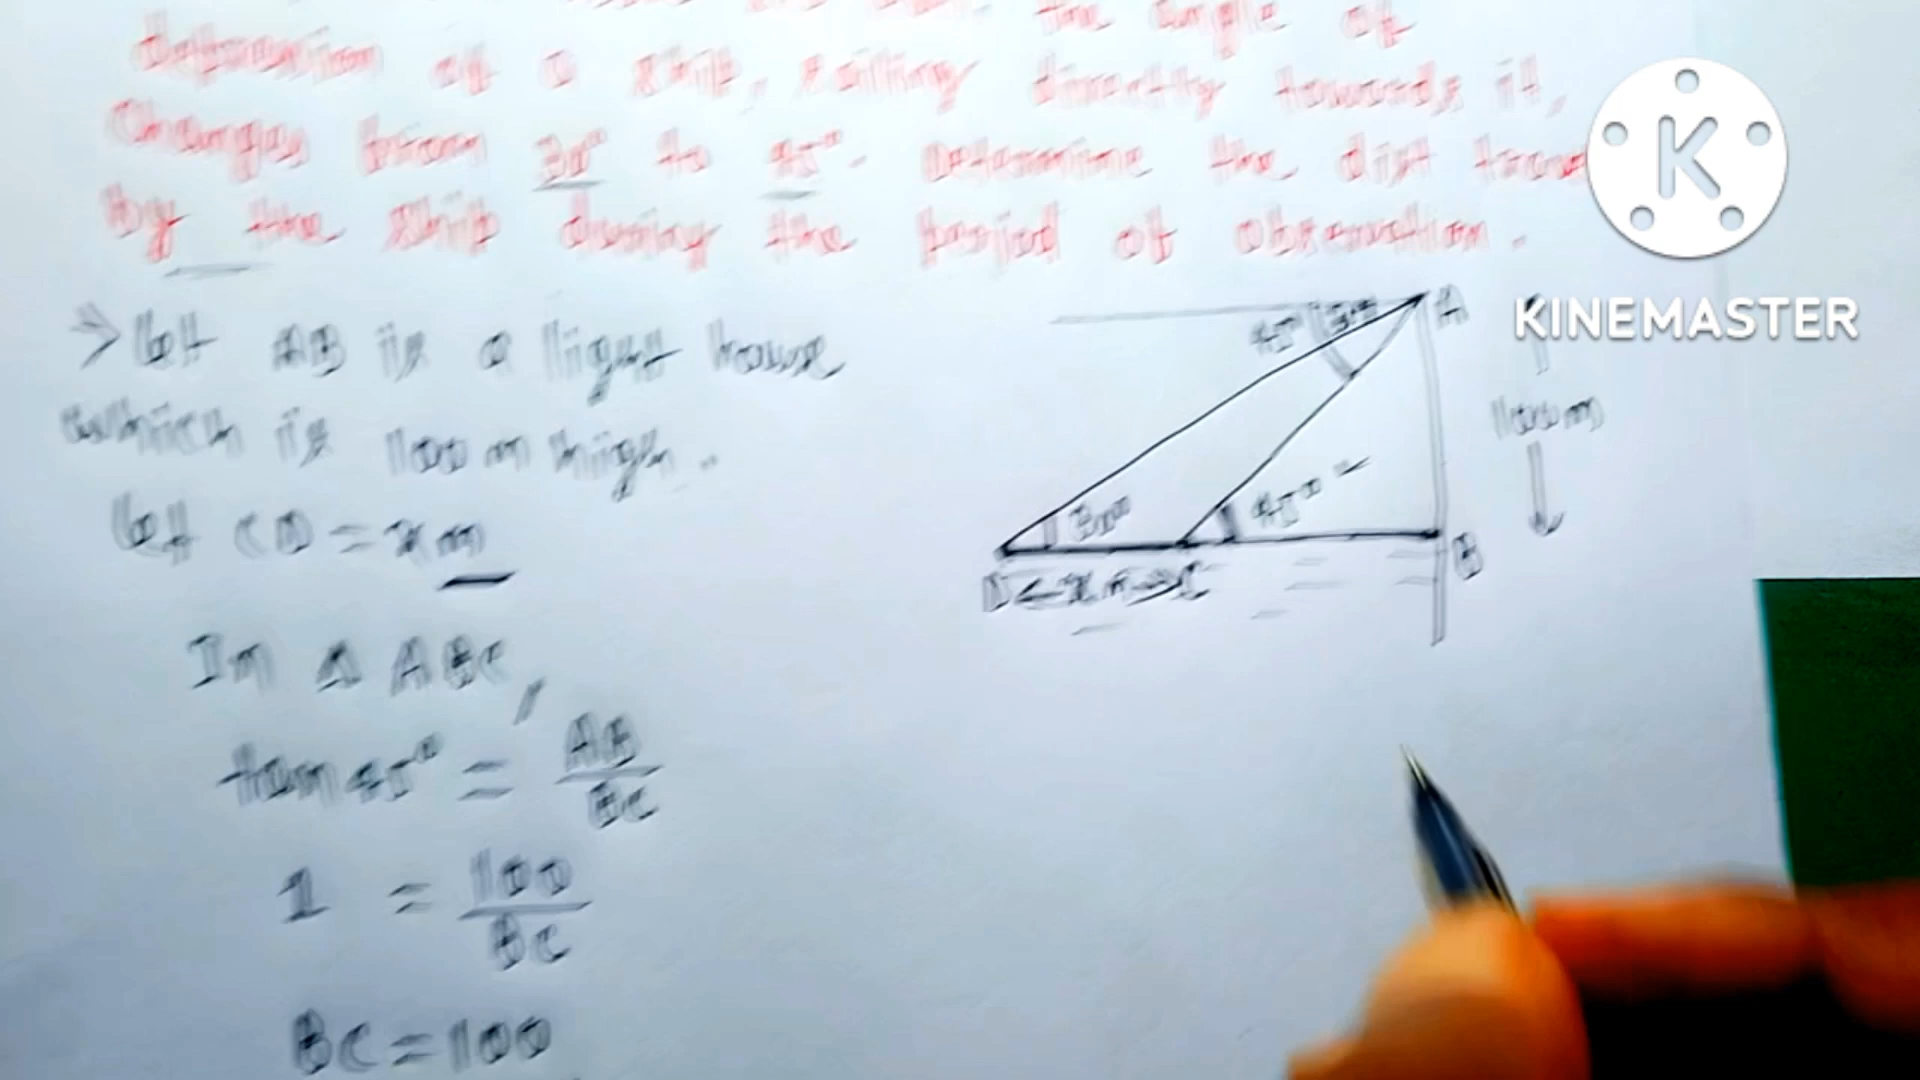 the angle of
depression of a ship, sailing directly towards it,
changes from 30° to 45°. Determine the dist
by the ship during the period of observation.
let AB is a light house
which is 100 m high.
let CD = x m
In Δ ABC,
tan 45° = AB/BC
1 = 100/BC
BC = 100
45° 30° A
100 m
30° 45°
D ← x m → C B
K
KINEMASTER